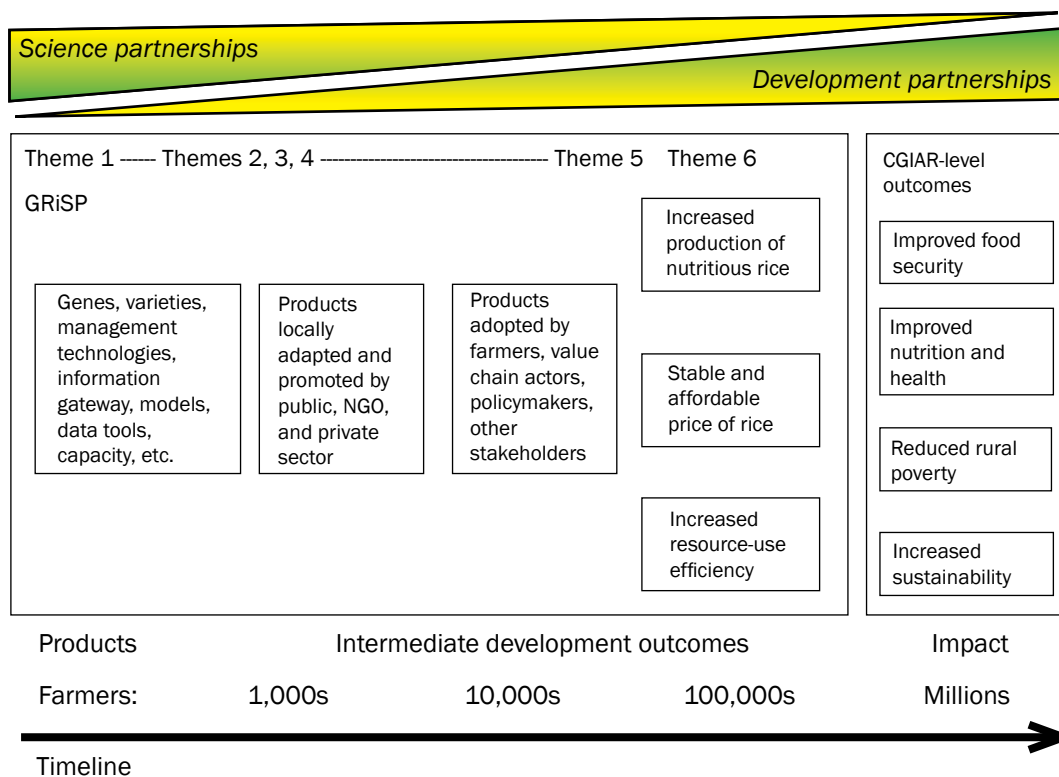 Science partnerships
Development partnerships
Theme 1 ------ Themes 2, 3, 4 -------------------------------------- Theme 5 Theme 6
GRiSP
Genes, varieties,
management
technologies,
information
gateway, models,
data tools,
capacity, etc.
Products
locally
adapted and
promoted by
public, NGO,
and private
sector
Products
adopted by
farmers, value
chain actors,
policymakers,
other
stakeholders
Increased
production of
nutritious rice
Stable and
affordable
price of rice
Increased
resource-use
efficiency
CGIAR-level
outcomes
Improved food
security
Improved
nutrition and
health
Reduced rural
poverty
Increased
sustainability
Products Intermediate development outcomes Impact
Farmers: 1,000s 10,000s 100,000s Millions
Timeline